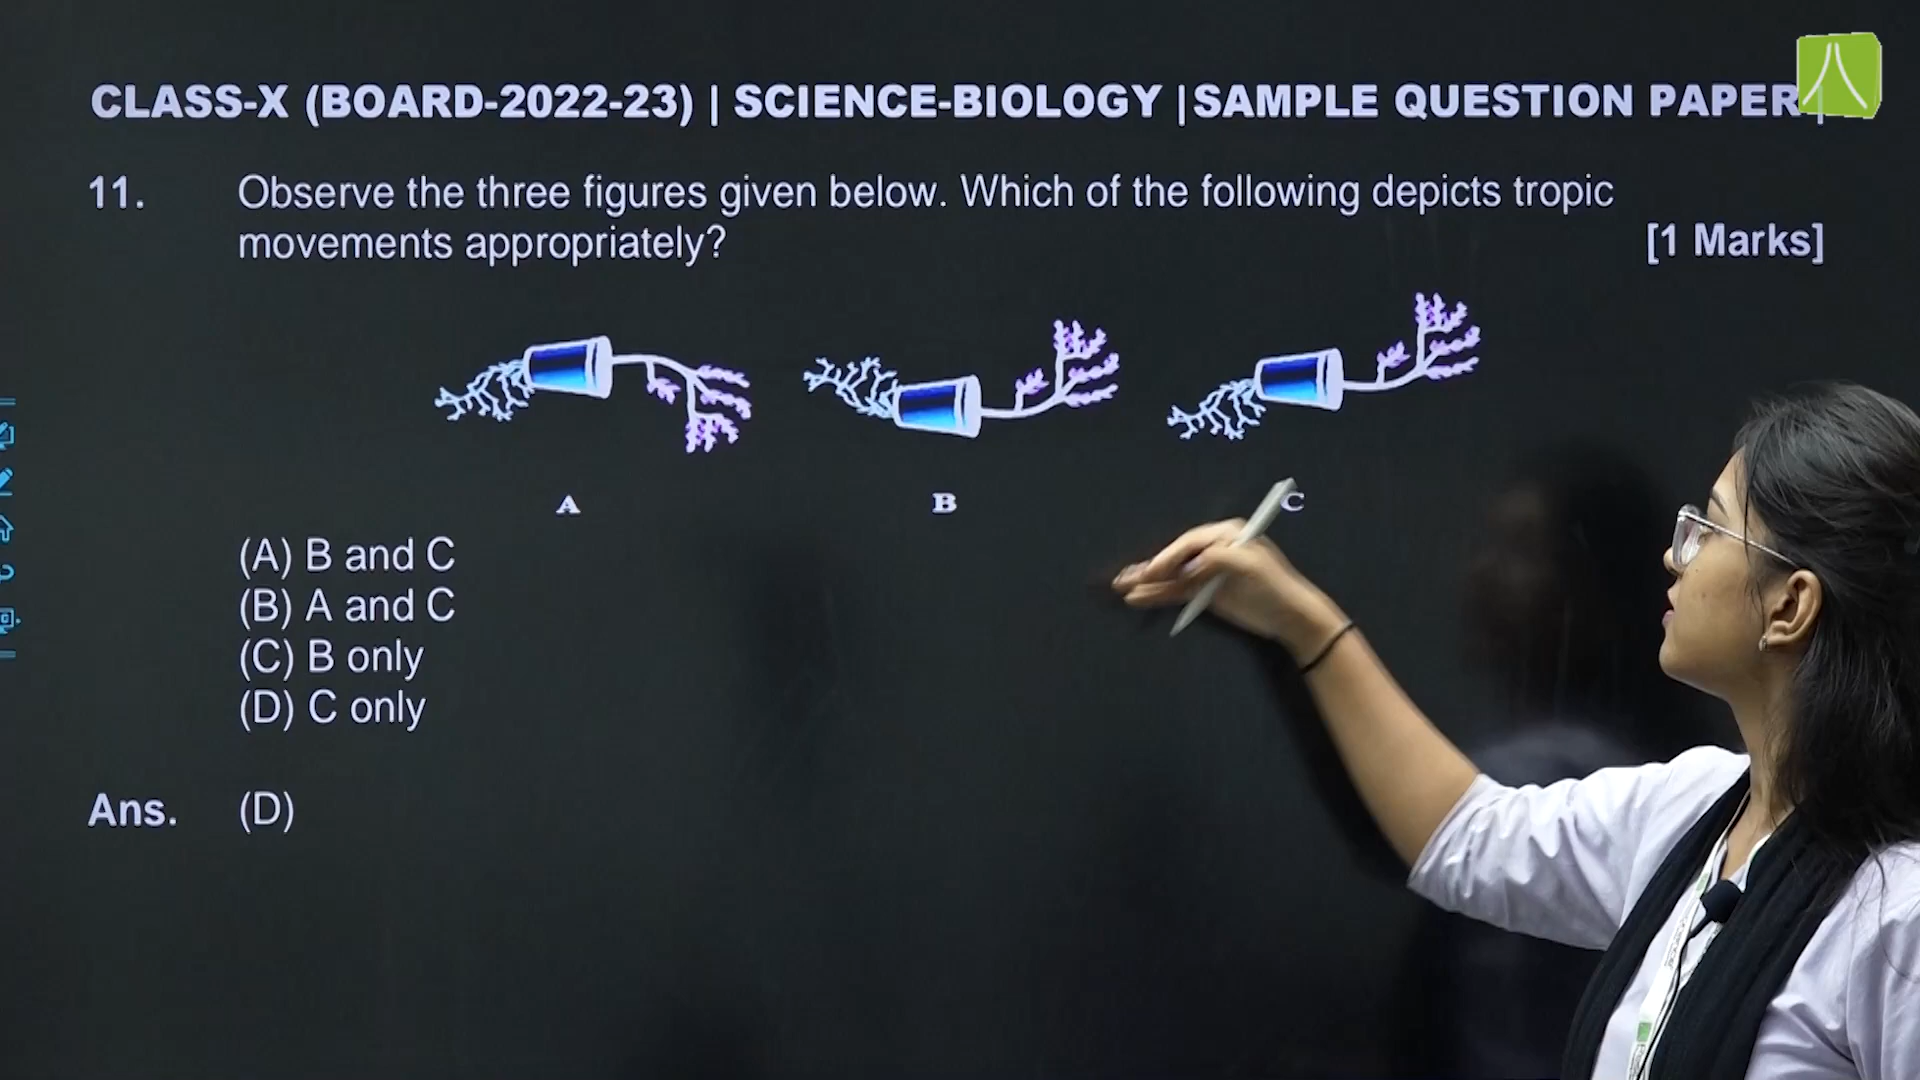 CLASS-X (BOARD-2022-23) | SCIENCE-BIOLOGY |SAMPLE QUESTION PAPER |
11. Observe the three figures given below. Which of the following depicts tropic
movements appropriately? [1 Marks]
A B C
(A) B and C
(B) A and C
(C) B only
(D) C only
Ans. (D)